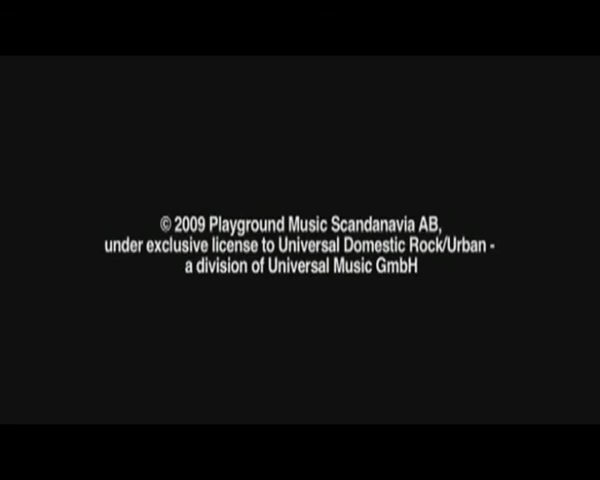 © 2009 Playground Music Scandanavia AB,
under exclusive license to Universal Domestic Rock/Urban -
a division of Universal Music GmbH